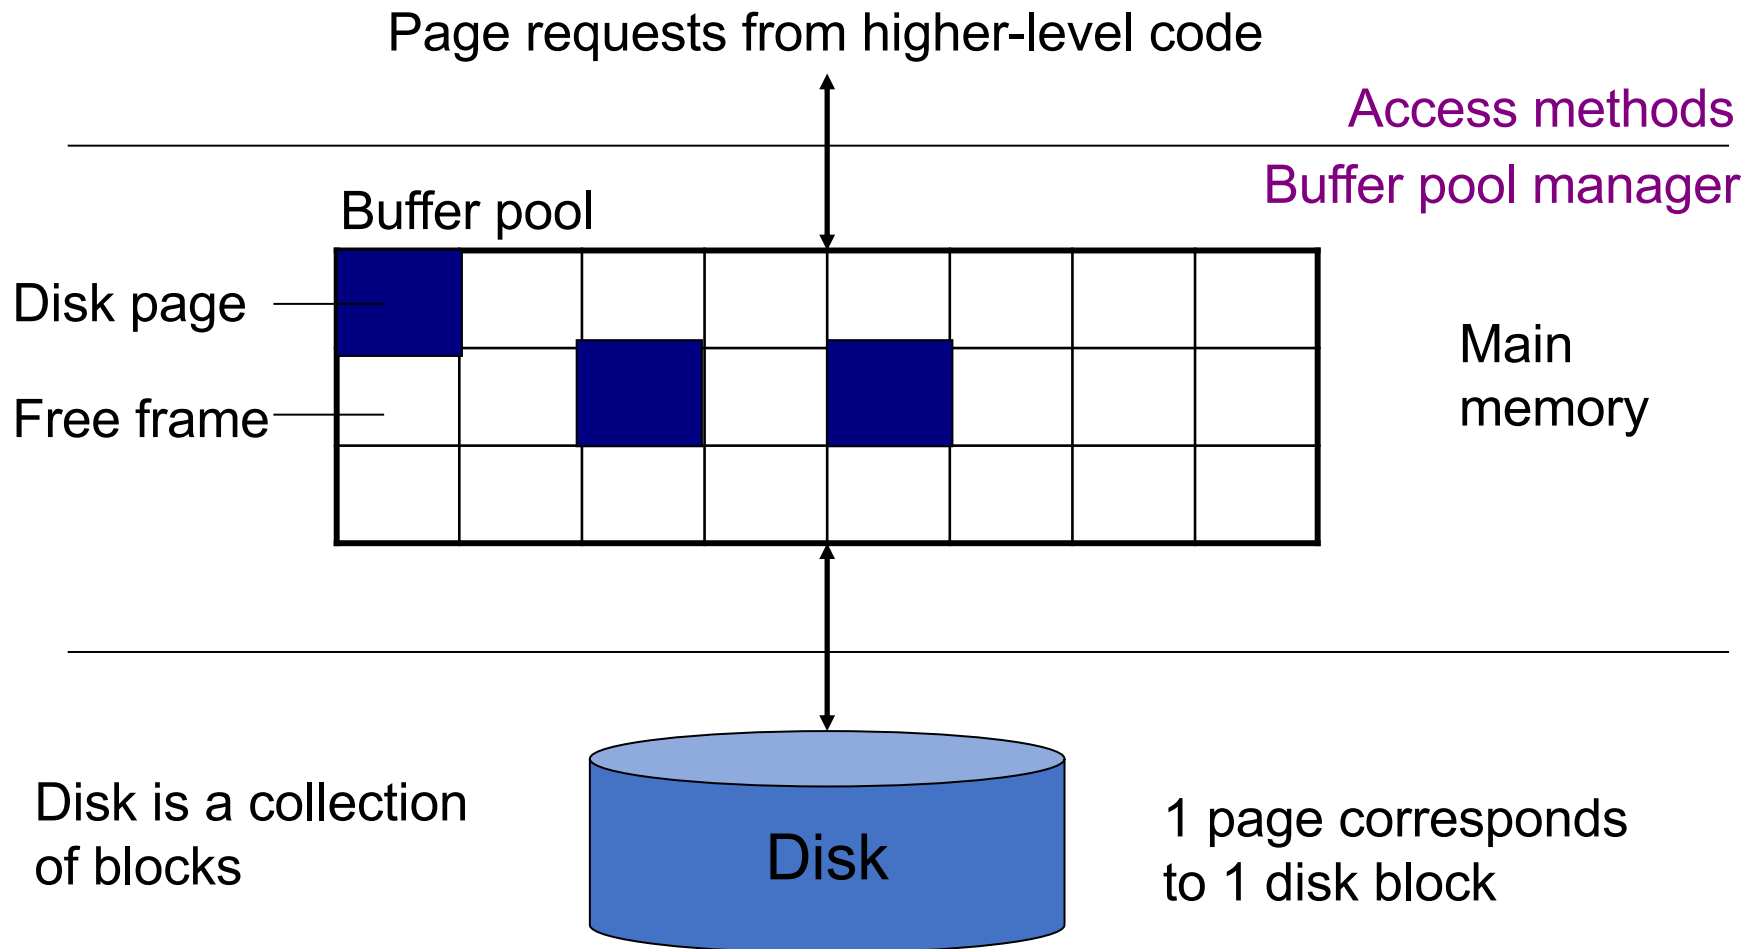 Page requests from higher-level code
Access methods
Buffer pool manager
Buffer pool
Disk page
Free frame
Main
memory
Disk is a collection
of blocks
Disk
1 page corresponds
to 1 disk block